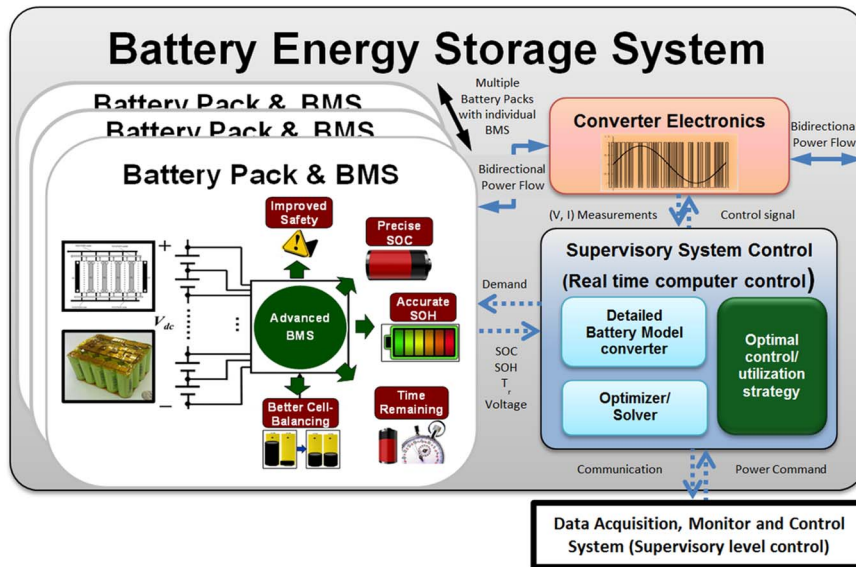 Battery Energy Storage System
Battery Pack & BMS
Battery Pack & BMS
Battery Pack & BMS
Multiple
Battery Packs
with individual
BMS
Bidirectional
Power Flow
Converter Electronics
Bidirectional
Power Flow
(V, I) Measurements
Control signal
Improved
Safety
Precise
SOC
+
V dc
−
Advanced
BMS
Accurate
SOH
Better Cell-
Balancing
Time
Remaining
Demand
SOC
SOH
T r
Voltage
Supervisory System Control
(Real time computer control)
Detailed
Battery Model
converter
Optimizer/
Solver
Optimal
control/
utilization
strategy
Communication
Power Command
Data Acquisition, Monitor and Control
System (Supervisory level control)